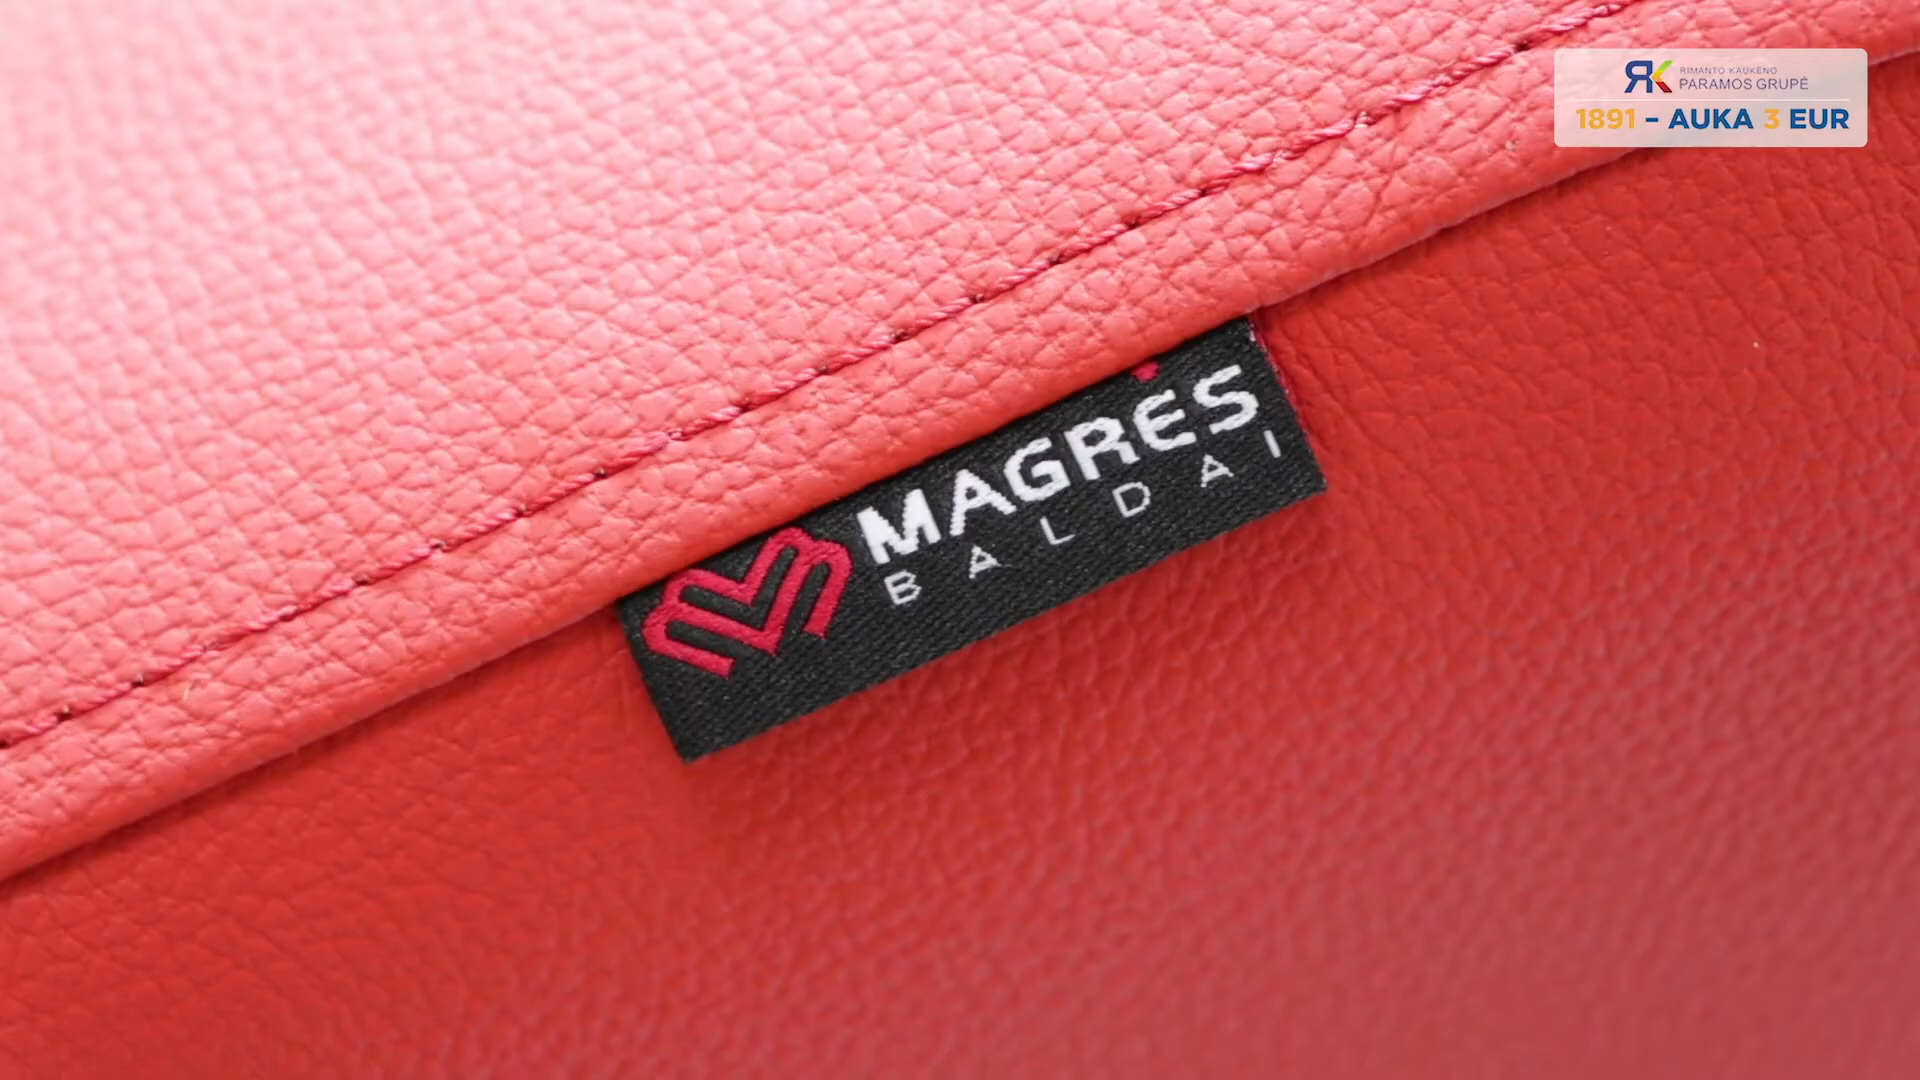 RIMANTO KAUKĖNO
PARAMOS GRUPĖ
1891 – AUKA 3 EUR
MAGRĖS
BALDAI